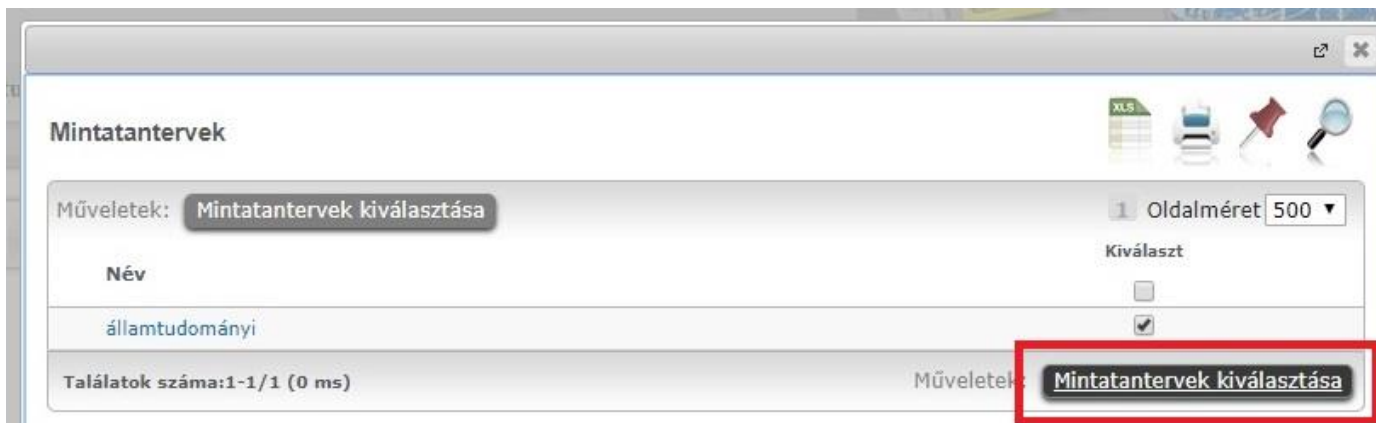 XLS
Mintatantervek
Műveletek: Mintatantervek kiválasztása 1 Oldalméret 500
Kiválaszt
Név
államtudományi
Találatok száma:1-1/1 (0 ms) Műveletek: Mintatantervek kiválasztása